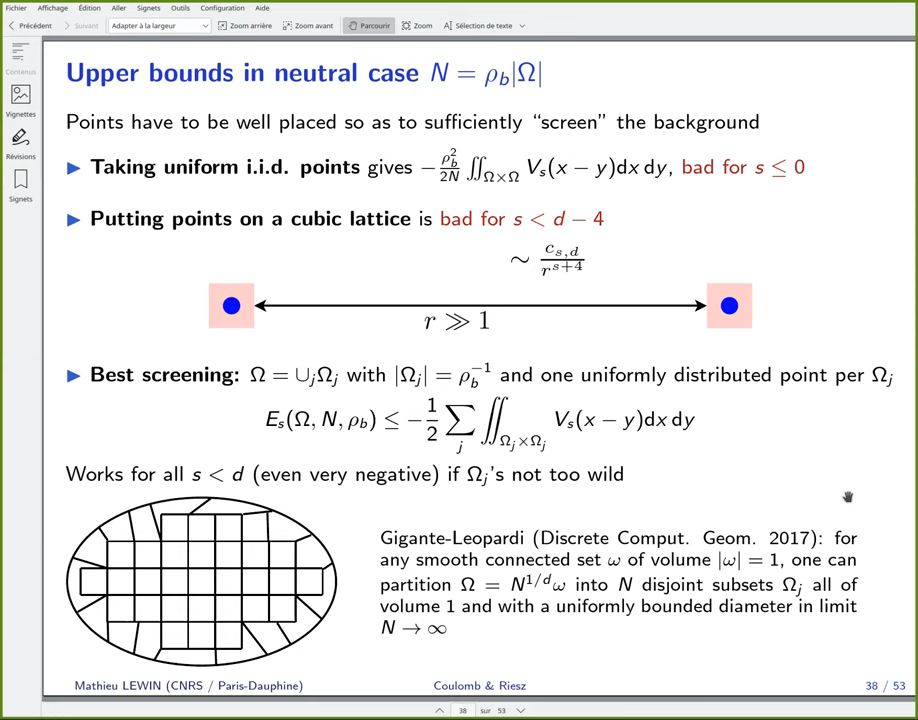 Fichier Affichage Édition Aller Signets Outils Configuration Aide
Précédent Suivant Adapter à la largeur Zoom arrière Zoom avant Parcourir Zoom Sélection de texte
Contenus
Vignettes
Révisions
Signets
Upper bounds in neutral case N = ρ_b|Ω|
Points have to be well placed so as to sufficiently “screen” the background
▶ Taking uniform i.i.d. points gives −\frac{ρ_b^2}{2N} ∬_{Ω×Ω} V_s(x − y)dx dy, bad for s ≤ 0
▶ Putting points on a cubic lattice is bad for s < d − 4
∼ \frac{c_{s,d}}{r^{s+4}}
r ≫ 1
▶ Best screening: Ω = ∪_jΩ_j with |Ω_j| = ρ_b^{−1} and one uniformly distributed point per Ω_j
E_s(Ω, N, ρ_b) ≤ −\frac{1}{2} ∑_j ∬_{Ω_j×Ω_j} V_s(x − y)dx dy
Works for all s < d (even very negative) if Ω_j's not too wild
Gigante-Leopardi (Discrete Comput. Geom. 2017): for
any smooth connected set ω of volume |ω| = 1, one can
partition Ω = N^{1/d}ω into N disjoint subsets Ω_j all of
volume 1 and with a uniformly bounded diameter in limit
N → ∞
Mathieu LEWIN (CNRS / Paris-Dauphine) Coulomb & Riesz 38 / 53
38 sur 53